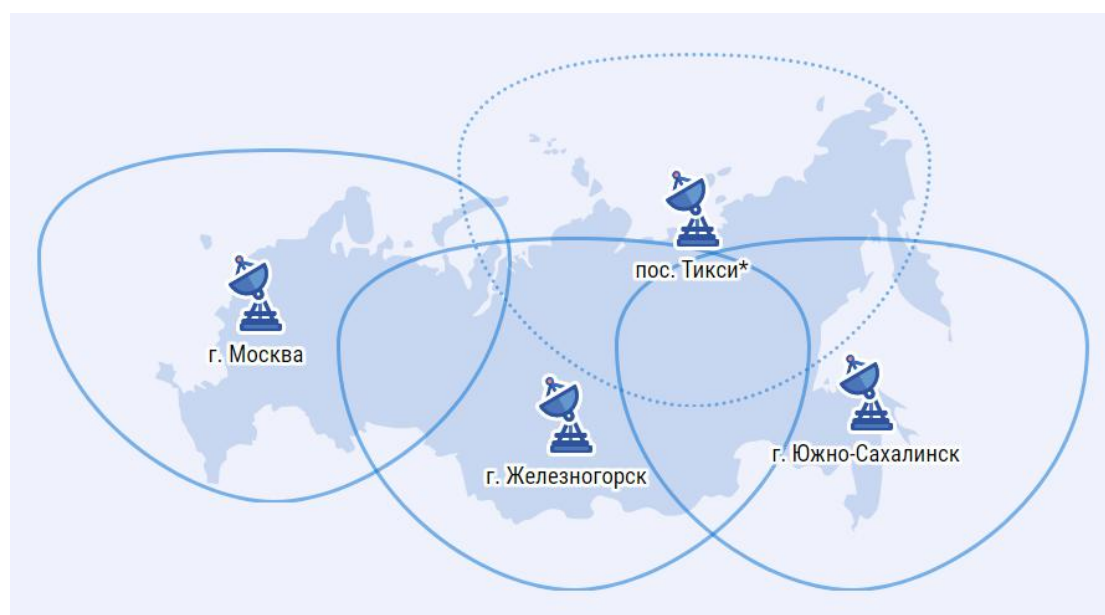 пос. Тикси*
г. Москва
г. Железногорск
г. Южно-Сахалинск